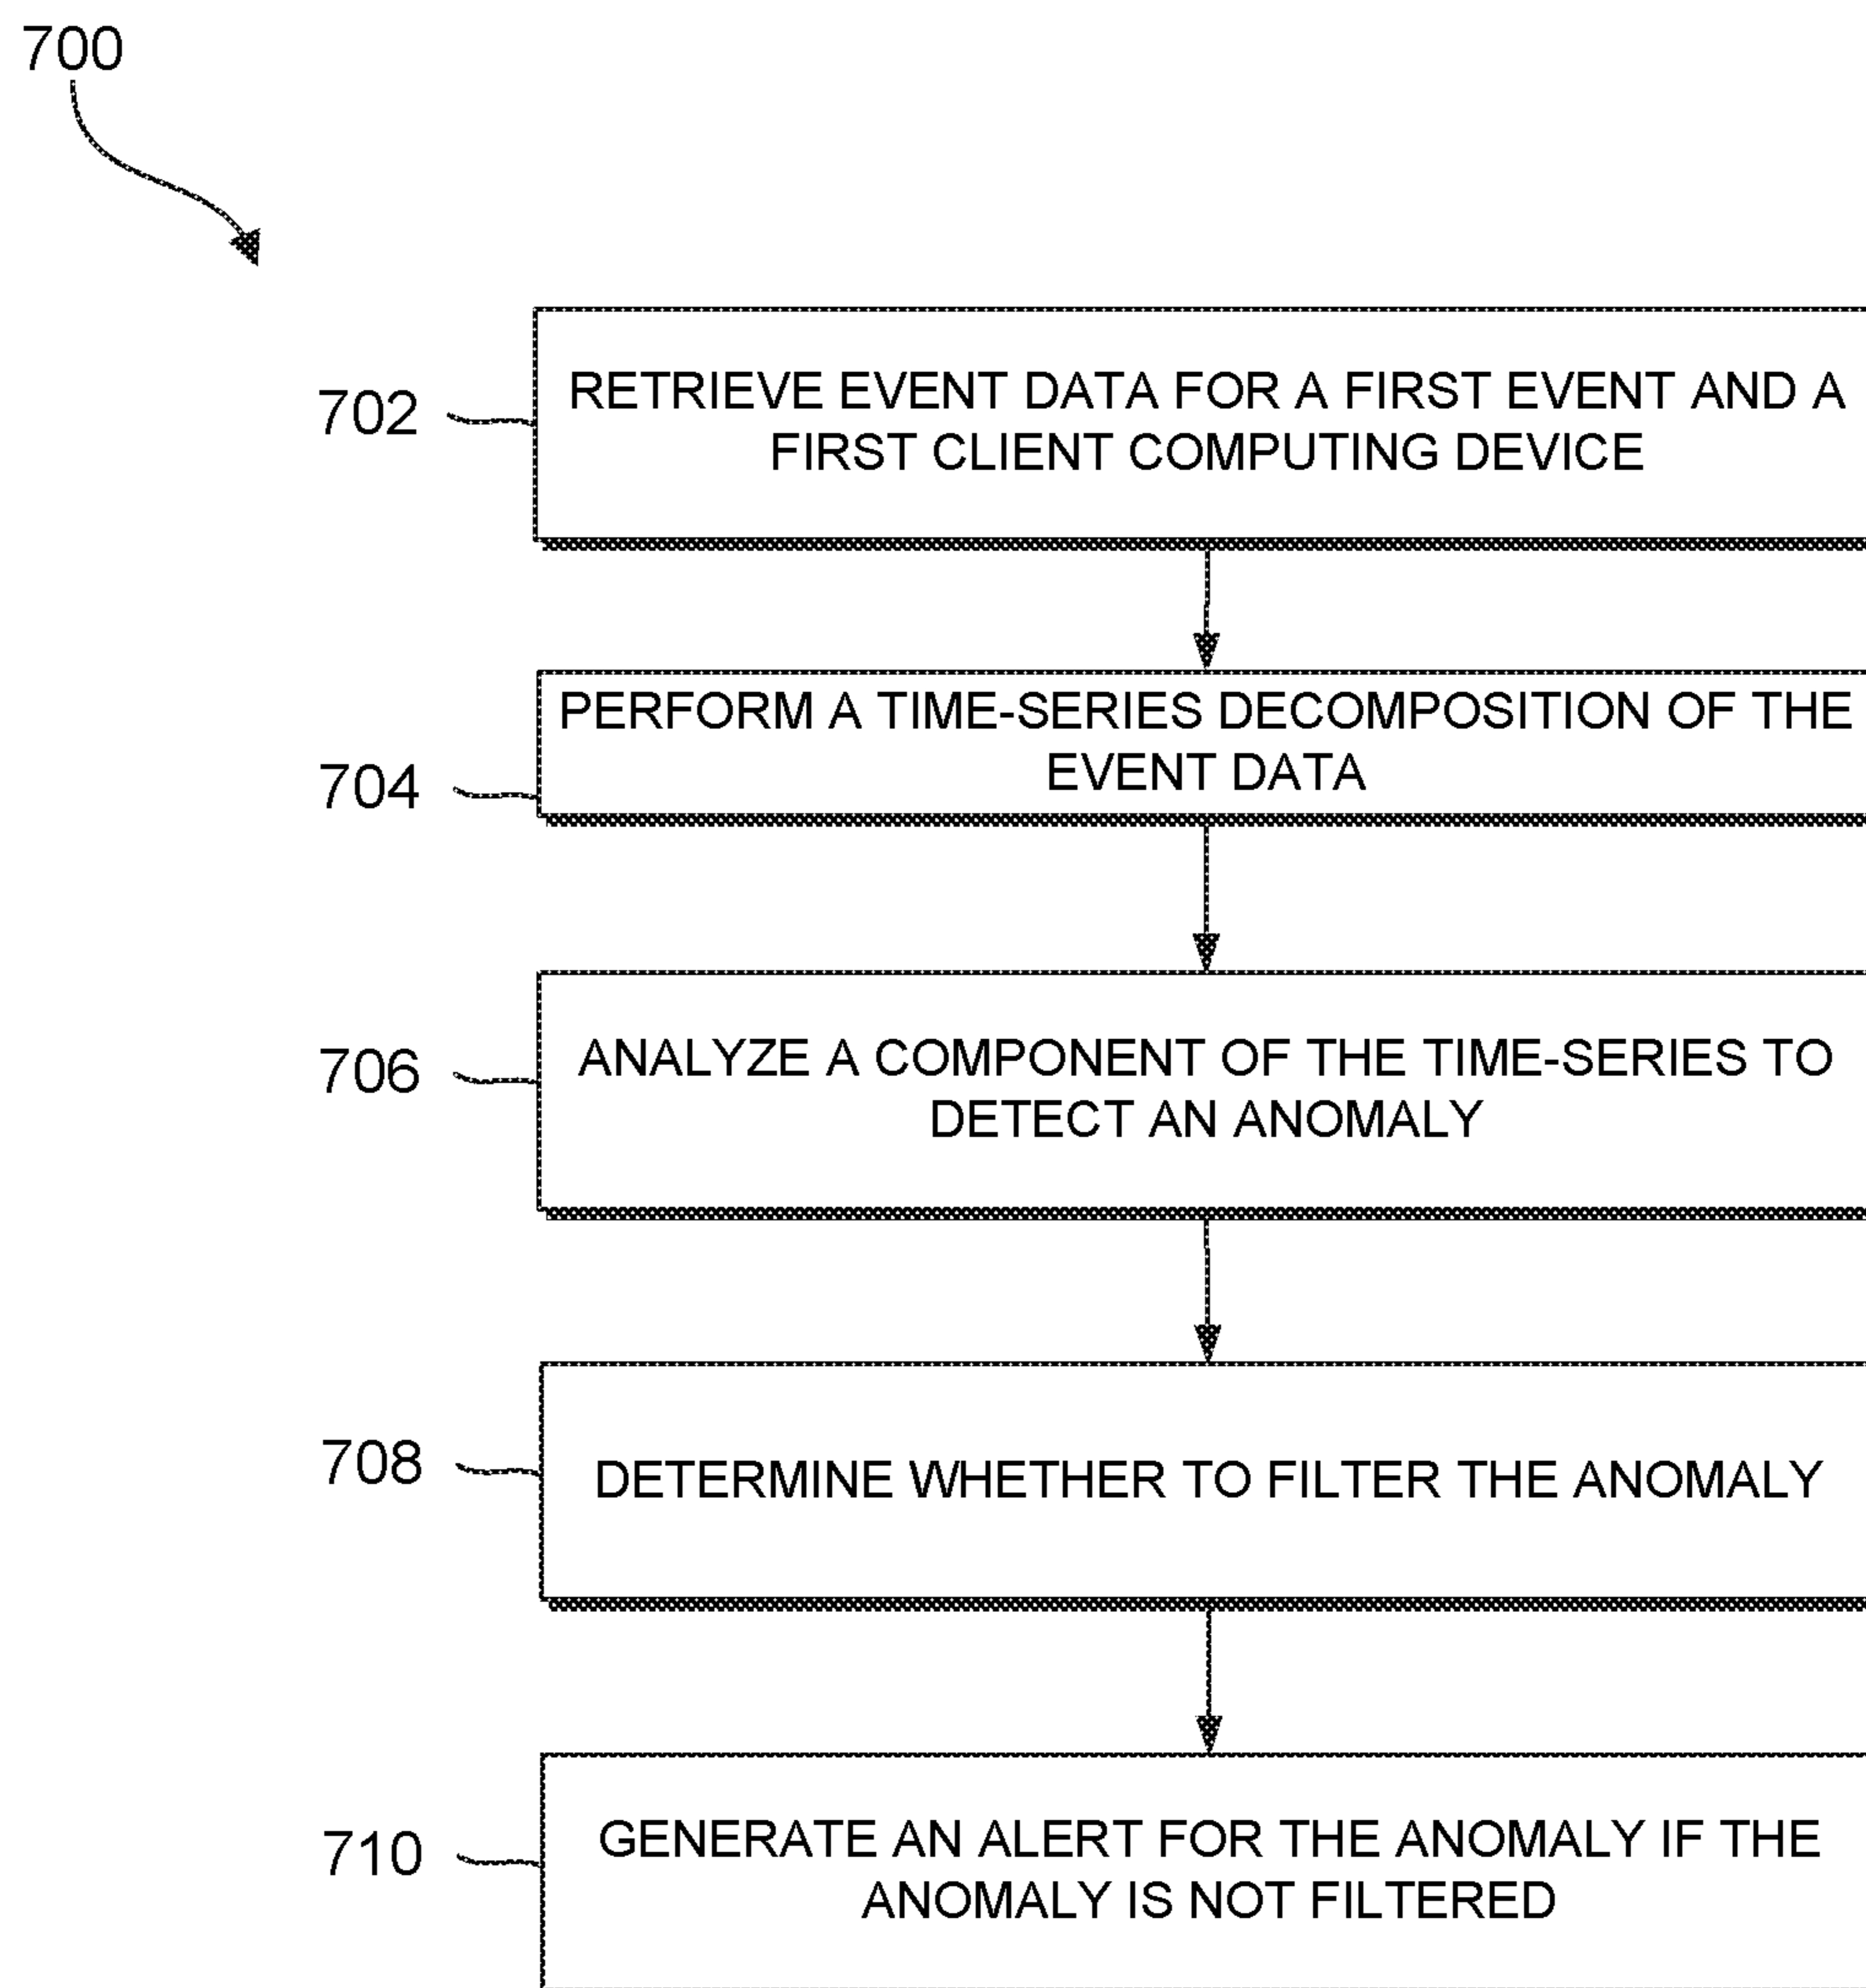 700
702
RETRIEVE EVENT DATA FOR A FIRST EVENT AND A
FIRST CLIENT COMPUTING DEVICE
704
PERFORM A TIME-SERIES DECOMPOSITION OF THE
EVENT DATA
706
ANALYZE A COMPONENT OF THE TIME-SERIES TO
DETECT AN ANOMALY
708
DETERMINE WHETHER TO FILTER THE ANOMALY
710
GENERATE AN ALERT FOR THE ANOMALY IF THE
ANOMALY IS NOT FILTERED